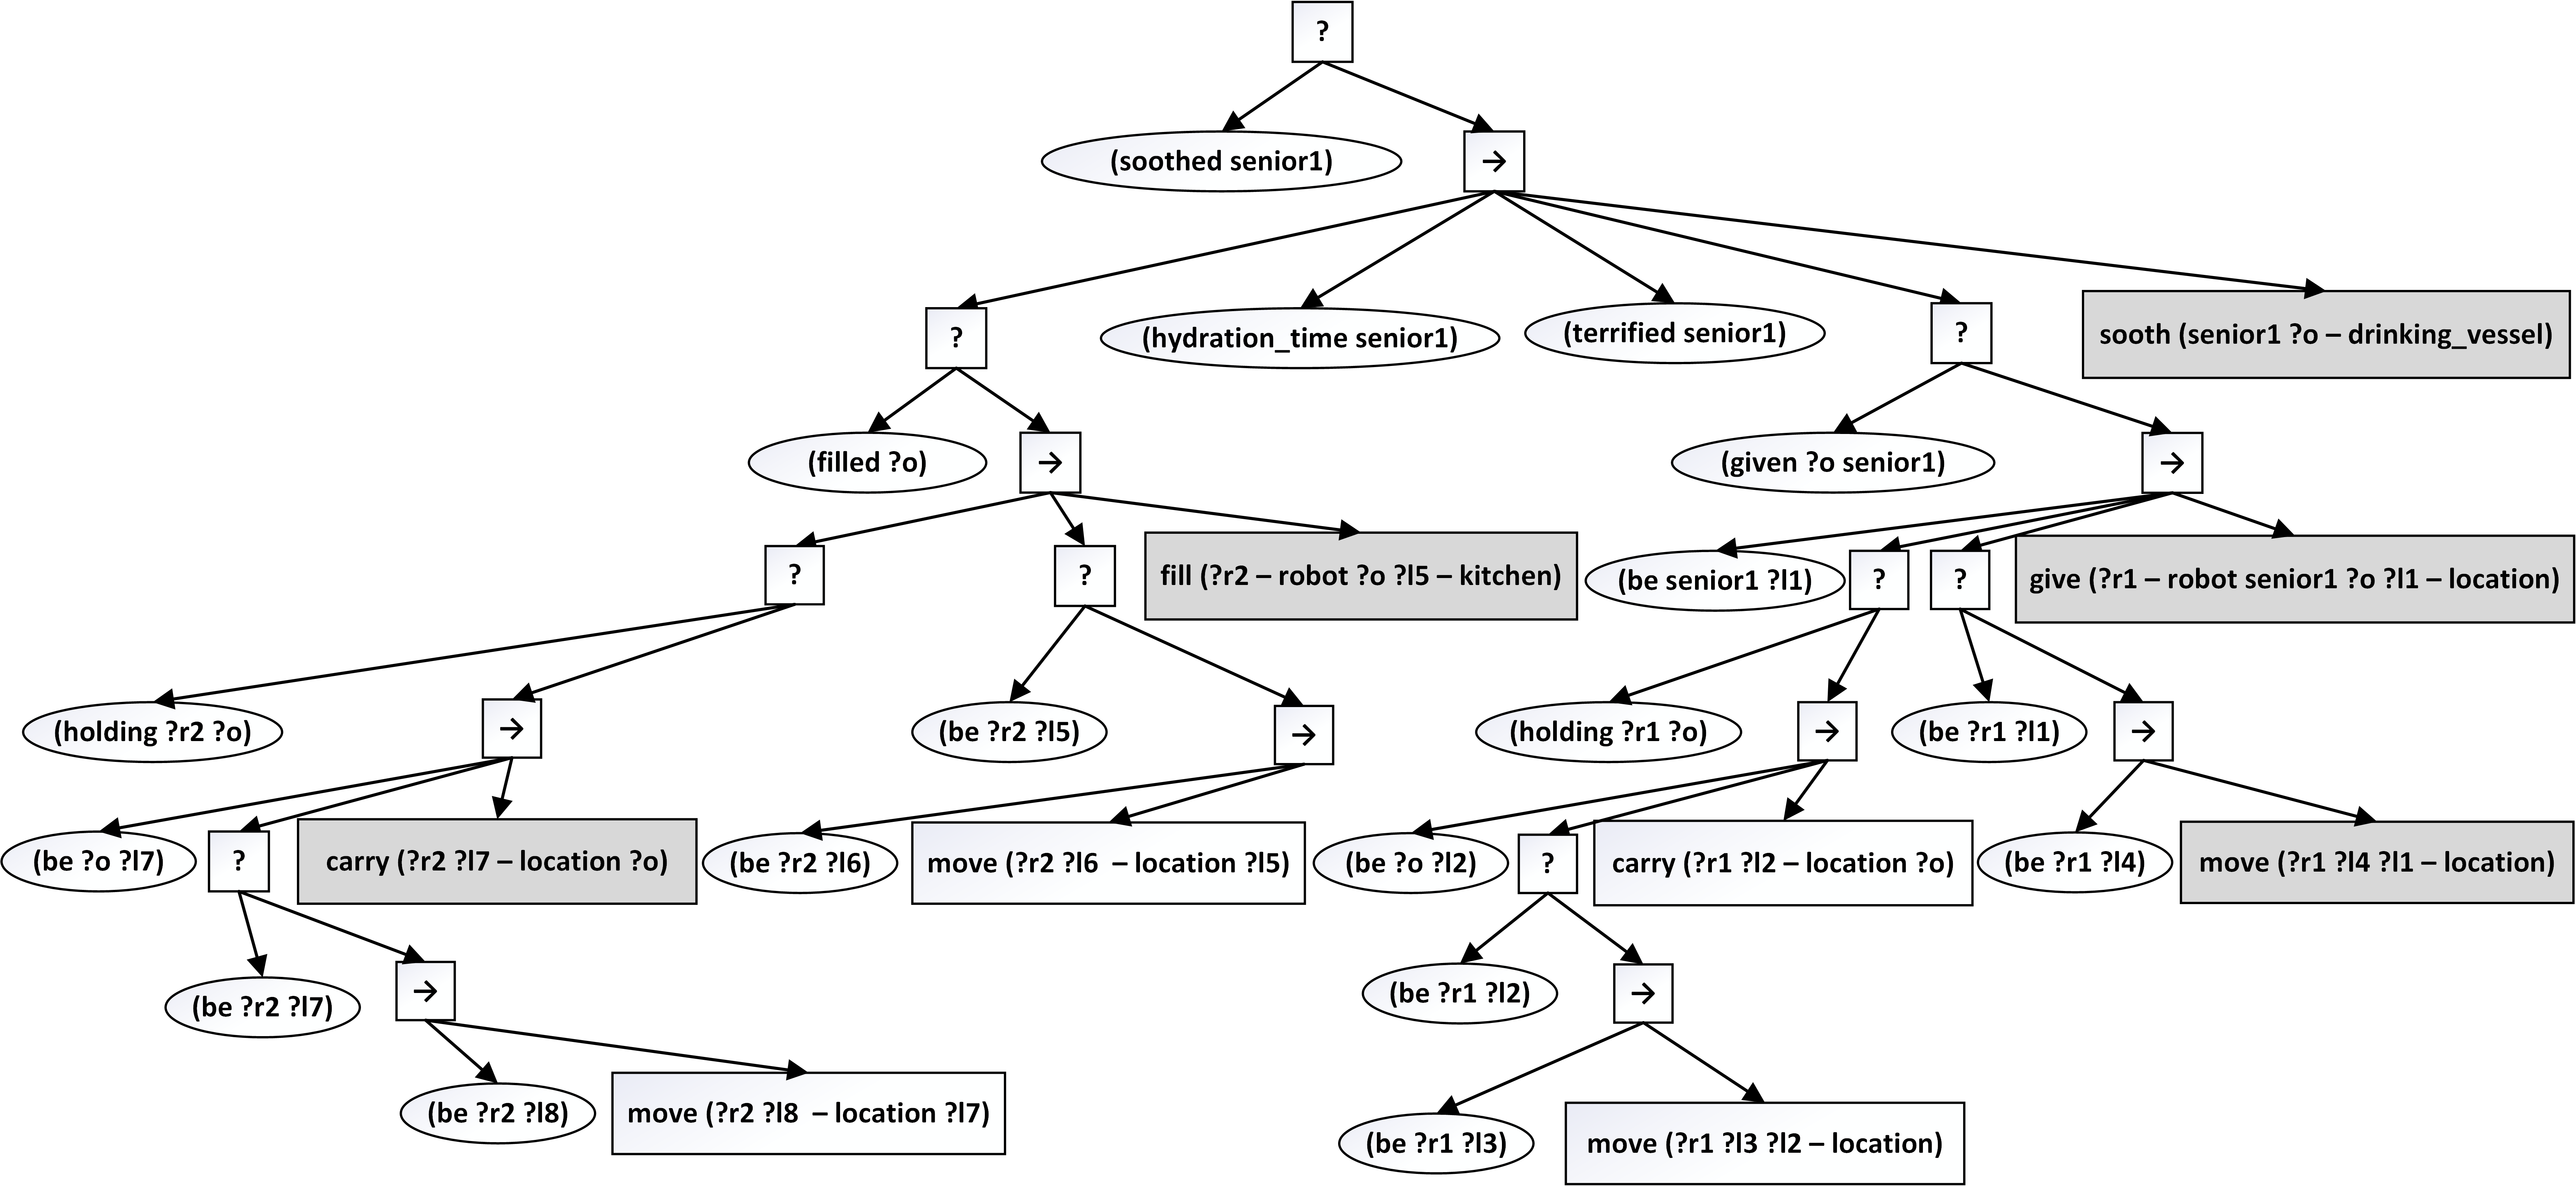 ?
(soothed senior1)
→
?
(hydration_time senior1)
(terrified senior1)
?
sooth (senior1 ?o – drinking_vessel)
(filled ?o)
→
(given ?o senior1)
→
?
?
fill (?r2 – robot ?o ?l5 – kitchen)
(be senior1 ?l1)
?
?
give (?r1 – robot senior1 ?o ?l1 – location)
(holding ?r2 ?o)
→
(be ?r2 ?l5)
→
(holding ?r1 ?o)
→
(be ?r1 ?l1)
→
(be ?o ?l7)
?
carry (?r2 ?l7 – location ?o)
(be ?r2 ?l6)
move (?r2 ?l6 – location ?l5)
(be ?o ?l2)
?
carry (?r1 ?l2 – location ?o)
(be ?r1 ?l4)
move (?r1 ?l4 ?l1 – location)
(be ?r2 ?l7)
→
(be ?r1 ?l2)
→
(be ?r2 ?l8)
move (?r2 ?l8 – location ?l7)
(be ?r1 ?l3)
move (?r1 ?l3 ?l2 – location)